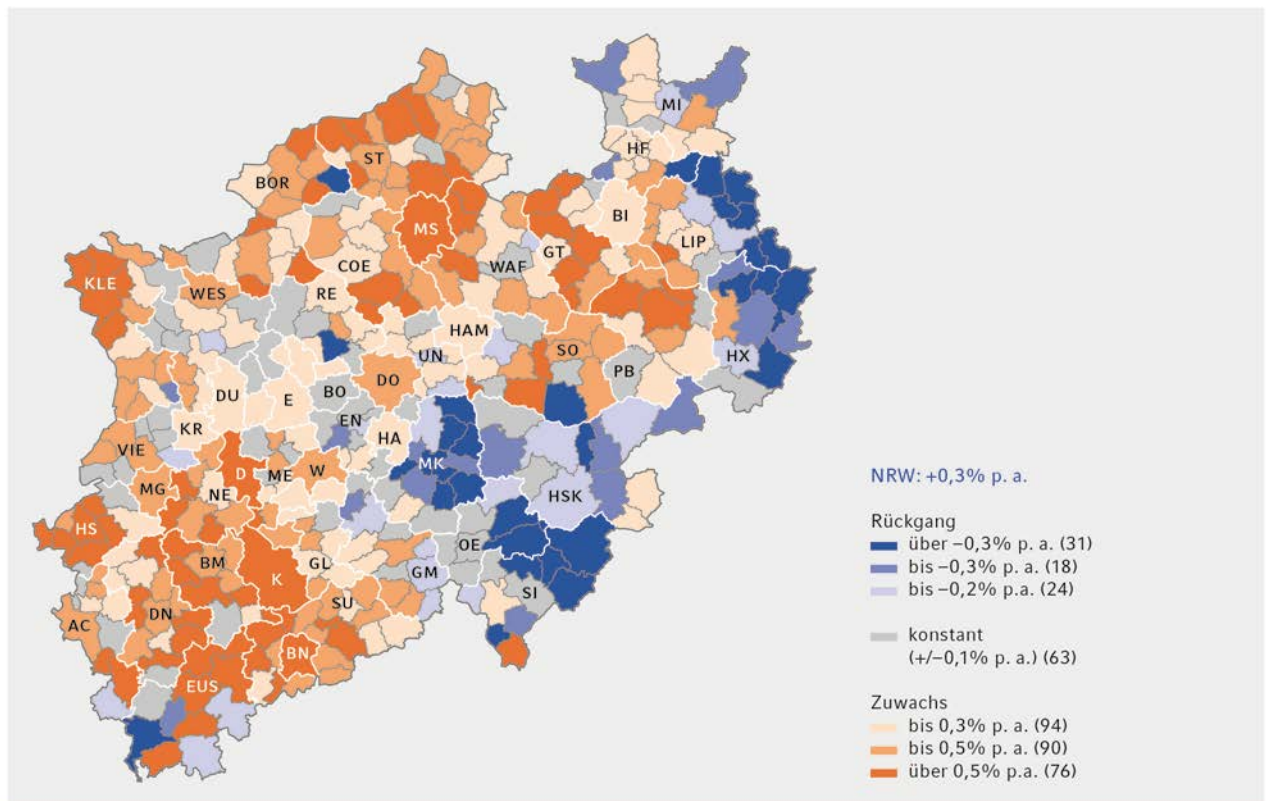 MI
HF
ST
BOR
BI
MS
LIP
GT
WAF
COE
KLE
WES
RE
HAM
UN
SO
HX
PB
DO
DU
E
BO
EN
KR
HA
VIE
MK
D
ME
W
MG
NE
HSK
HS
OE
BM
GL
K
GM
SI
SU
DN
AC
BN
EUS
NRW: +0,3% p. a.
Rückgang
über –0,3% p. a. (31)
bis –0,3% p. a. (18)
bis –0,2% p.a. (24)
konstant
(+/–0,1% p. a.) (63)
Zuwachs
bis 0,3% p. a. (94)
bis 0,5% p. a. (90)
über 0,5% p.a. (76)